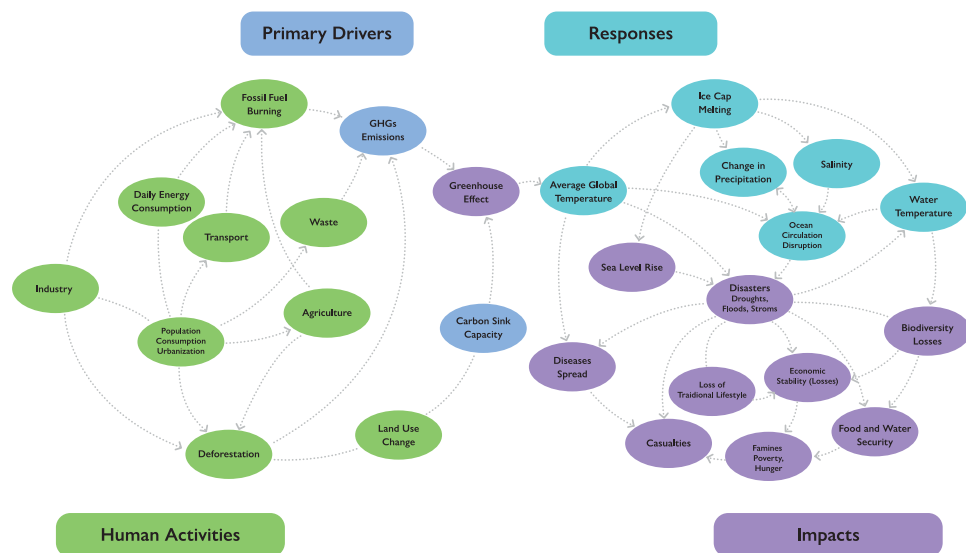 Primary Drivers
Responses
Fossil Fuel
Burning
GHGs
Emissions
Ice Cap
Melting
Change in
Precipitation
Salinity
Daily Energy
Consumption
Greenhouse
Effect
Average Global
Temperature
Water
Temperature
Waste
Transport
Ocean
Circulation
Disruption
Sea Level Rise
Industry
Disasters
Droughts,
Floods, Stroms
Agriculture
Population
Consumption
Urbanization
Carbon Sink
Capacity
Biodiversity
Losses
Diseases
Spread
Economic
Stability (Losses)
Loss of
Traidional Lifestyle
Land Use
Change
Food and Water
Security
Casualties
Deforestation
Famines
Poverty,
Hunger
Human Activities
Impacts